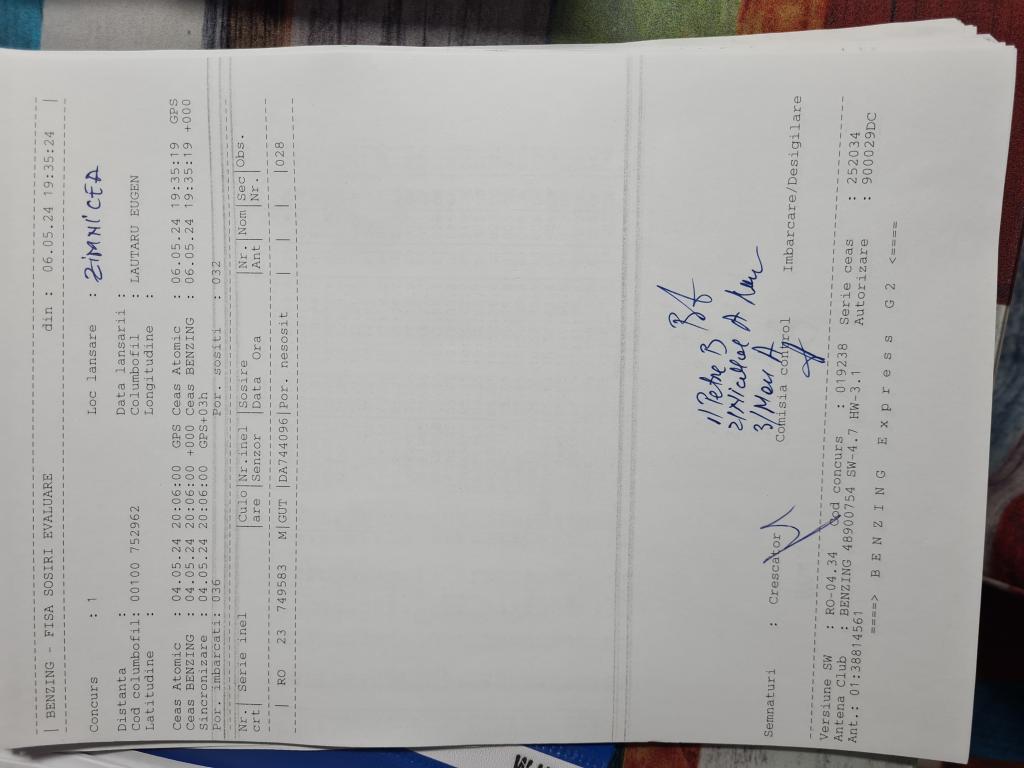 | BENZING - FISA SOSIRI EVALUARE din : 06.05.24 19:35:24 |
Concurs : 1 Loc lansare : ZIMNICEA
Distanta : Data lansarii :
Cod columbofil: 00100 752962 Columbofil : LAUTARU EUGEN
Latitudine : Longitudine :
Ceas Atomic : 04.05.24 20:06:00 GPS Ceas Atomic : 06.05.24 19:35:19 GPS
Ceas BENZING : 04.05.24 20:06:00 +000 Ceas BENZING : 06.05.24 19:35:19 +000
Sincronizare : 04.05.24 20:06:00 GPS+03h
Por. imbarcati: 036 Por. sositi : 032
Nr.| Serie inel |Culo|Nr.inel |Sosire |Nr.|Nom|Sec|Obs.
crt| |are |Senzor |Data Ora |Ant| |Nr.|
| RO 23 749583 M|GUT |DA744096|Por. nesosit | | | |028
1/ Petre B
2/ A
3/ Man A
Semnaturi : Crescator Comisia control Imbarcare/Desigilare
Versiune SW : RO-04.34 Cod concurs : 019238 Serie ceas : 252034
Antena Club : BENZING 48900754 SW-4.7 HW-3.1 Autorizare : 900029DC
Ant.: 01:38814561
====> B E N Z I N G E x p r e s s G 2 <====